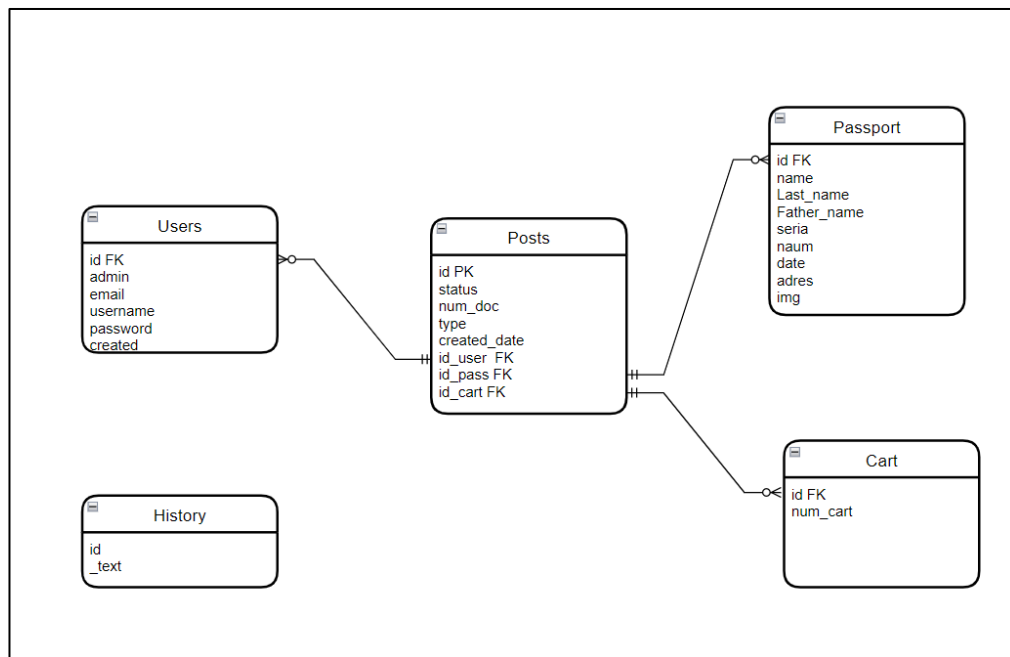 Users
id FK
admin
email
username
password
created
History
id
_text
Posts
id PK
status
num_doc
type
created_date
id_user  FK
id_pass FK
id_cart FK
Passport
id FK
name
Last_name
Father_name
seria
naum
date
adres
img
Cart
id FK
num_cart